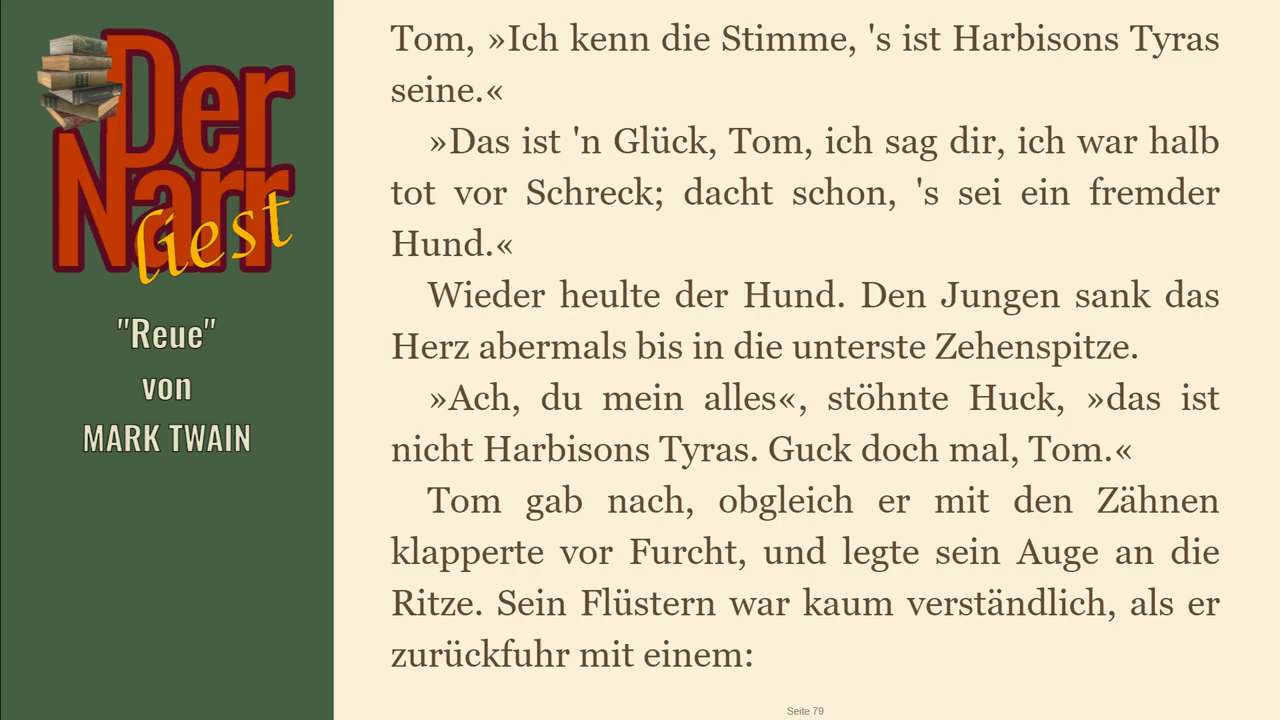 Der
Narr
liest
"Reue"
von
MARK TWAIN
Tom, »Ich kenn die Stimme, 's ist Harbisons Tyras
seine.«
»Das ist 'n Glück, Tom, ich sag dir, ich war halb
tot vor Schreck; dacht schon, 's sei ein fremder
Hund.«
Wieder heulte der Hund. Den Jungen sank das
Herz abermals bis in die unterste Zehenspitze.
»Ach, du mein alles«, stöhnte Huck, »das ist
nicht Harbisons Tyras. Guck doch mal, Tom.«
Tom gab nach, obgleich er mit den Zähnen
klapperte vor Furcht, und legte sein Auge an die
Ritze. Sein Flüstern war kaum verständlich, als er
zurückfuhr mit einem:
Seite 79